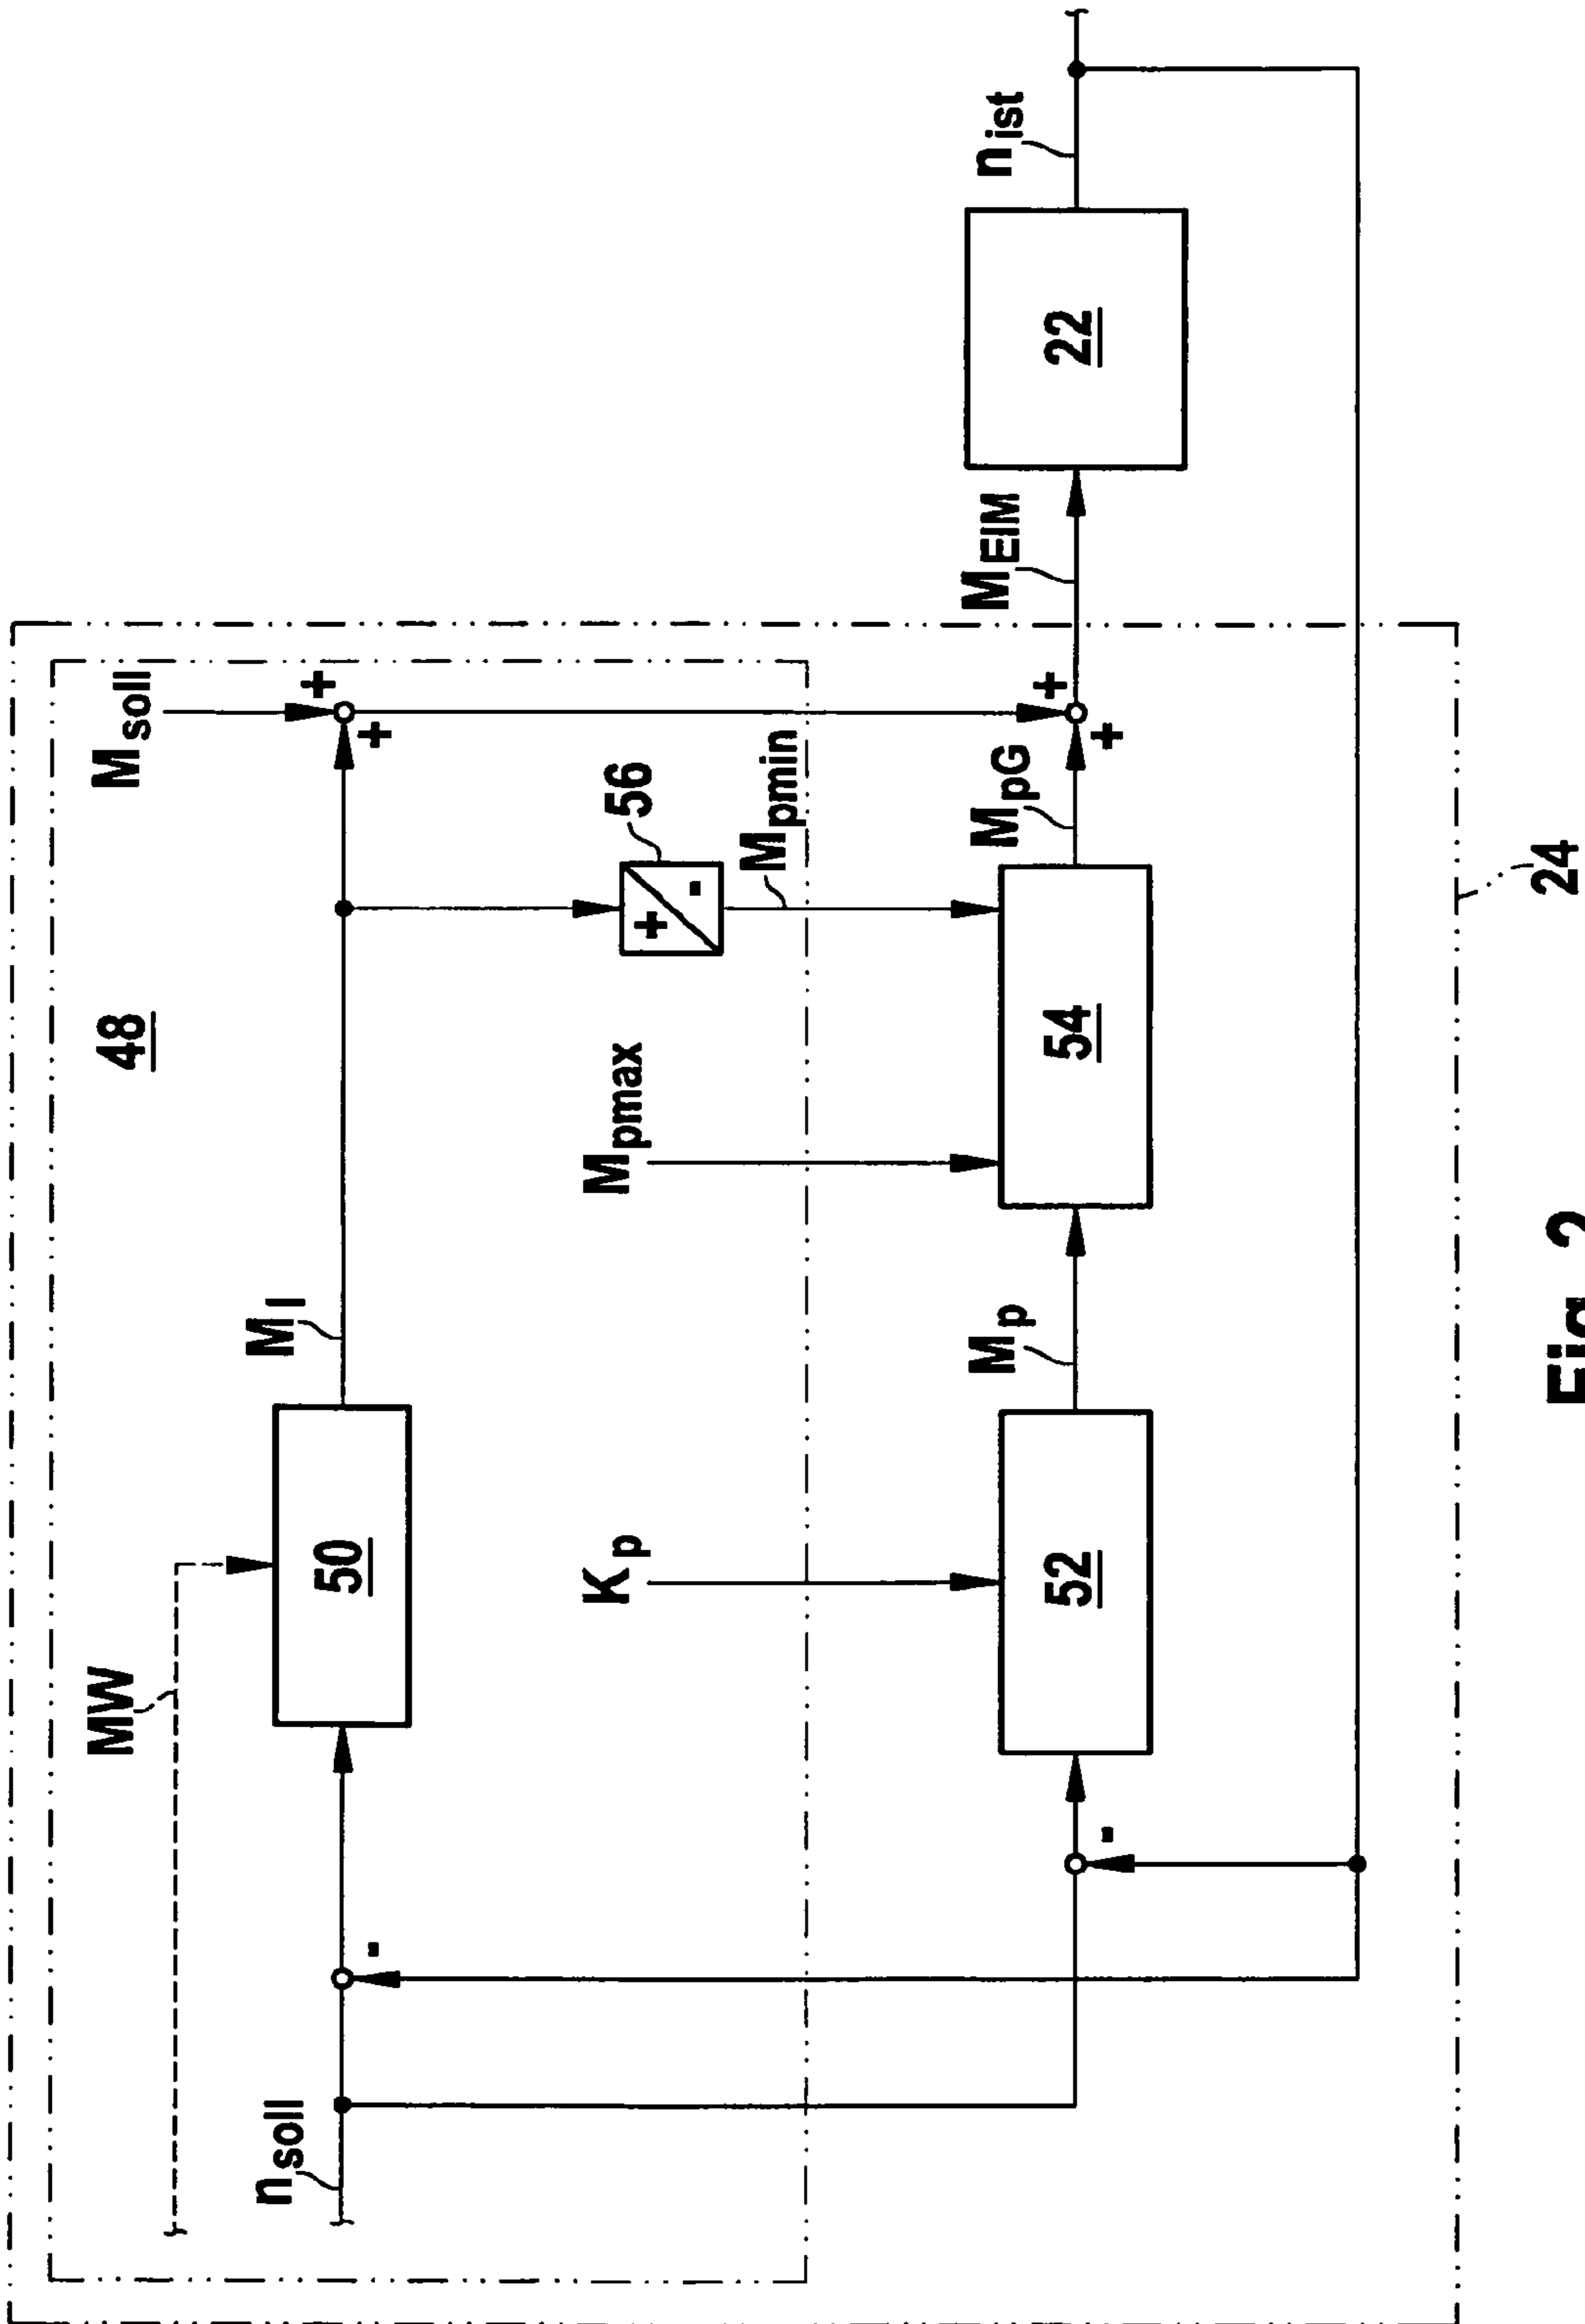 48
MW
M_soll
n_soll
-
50
M_I
+
+
56
+
-
K_p
M_pmax
M_pmin
-
52
M_p
54
M_pG
+
+
M_EIM
22
n_ist
24
Fig. 2